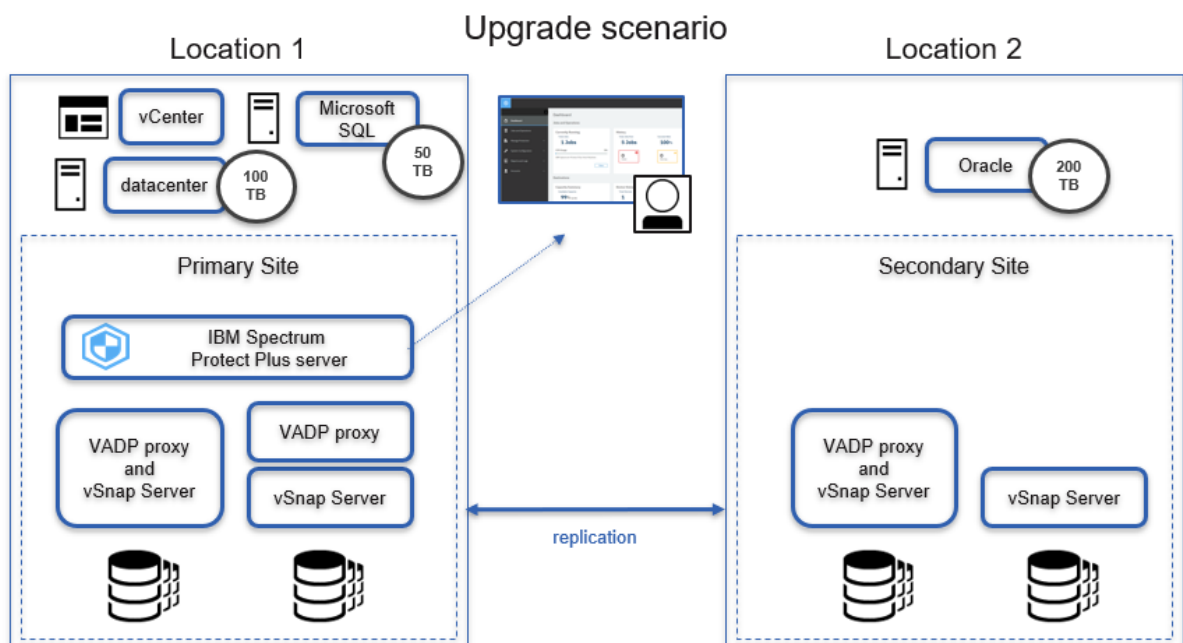 Upgrade scenario
Location 1
Location 2
vCenter
Microsoft
SQL
50
TB
datacenter
100
TB
Oracle
200
TB
Dashboard
Primary Site
IBM Spectrum
Protect Plus server
VADP proxy
and
vSnap Server
VADP proxy
vSnap Server
replication
Secondary Site
VADP proxy
and
vSnap Server
vSnap Server